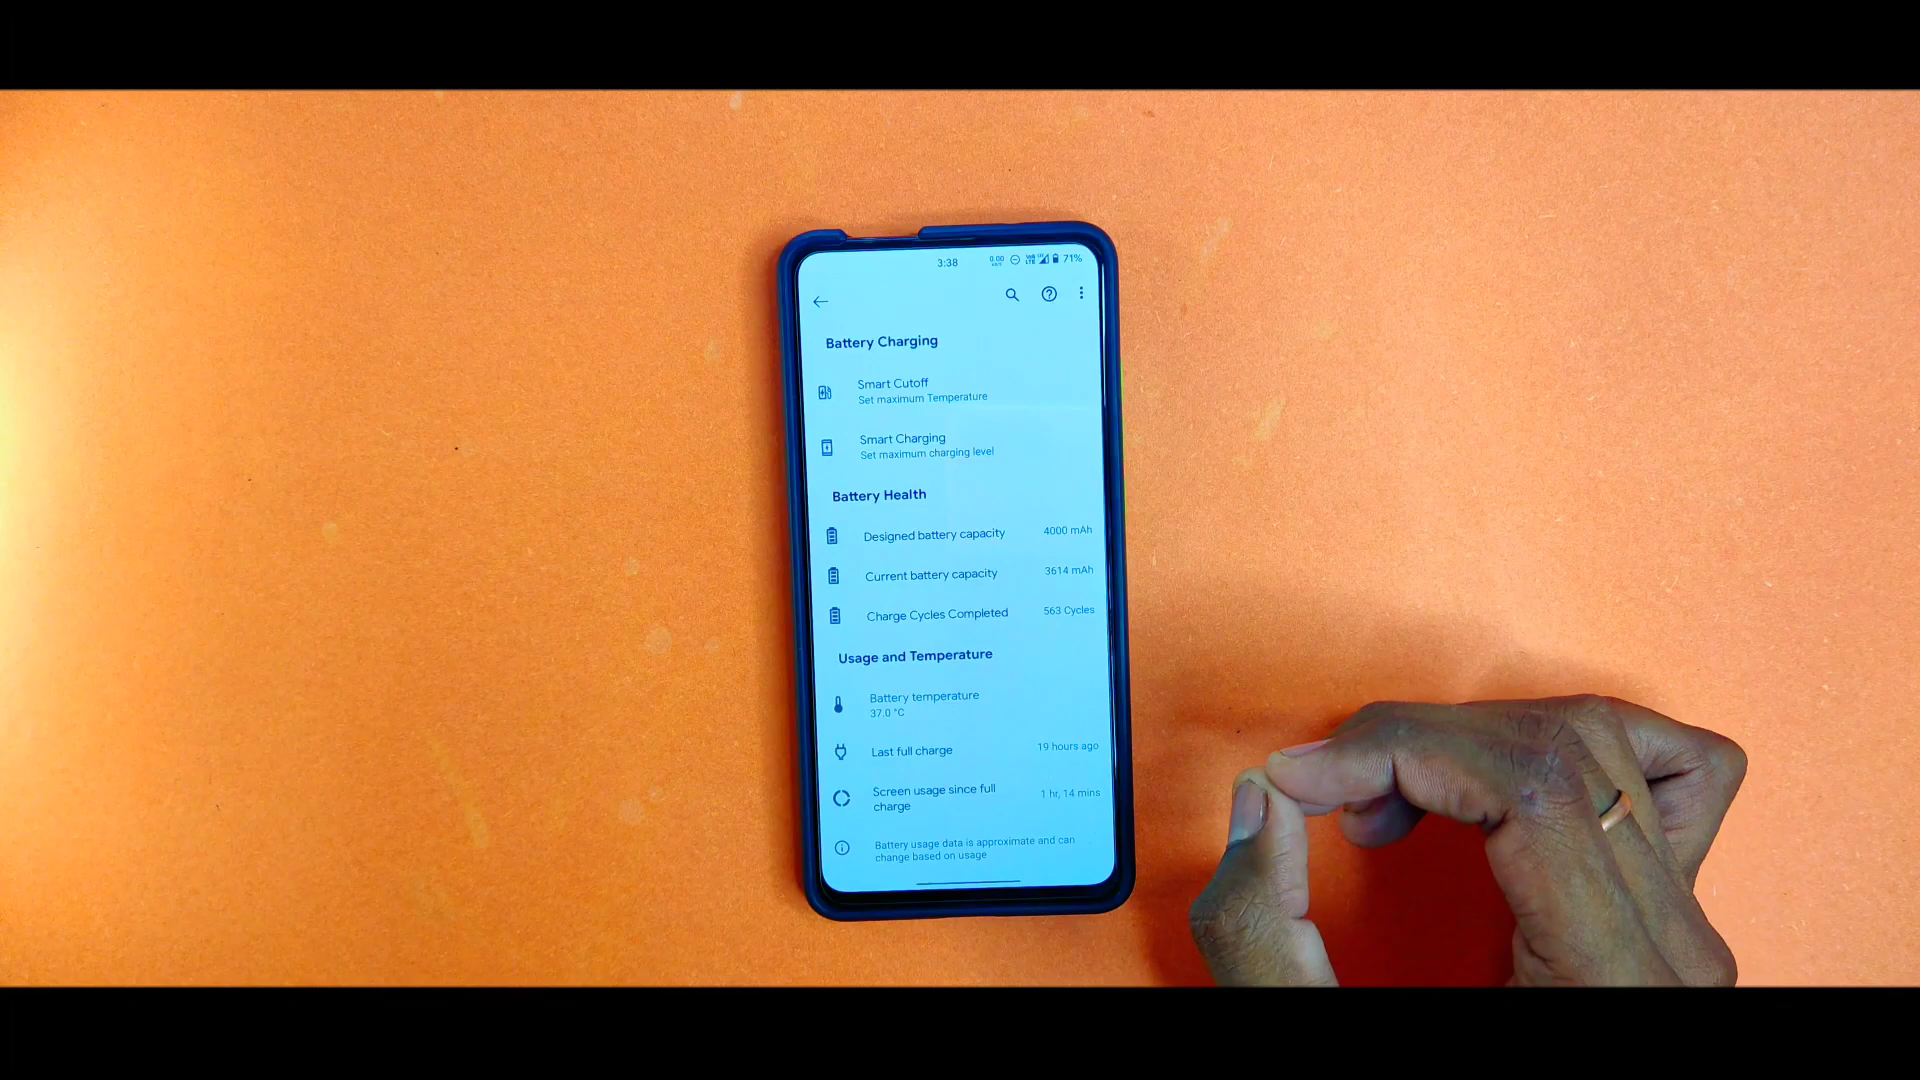 3:38 0.00 71%
Battery Charging
Smart Cutoff
Set maximum Temperature
Smart Charging
Set maximum charging level
Battery Health
Designed battery capacity 4000 mAh
Current battery capacity 3614 mAh
Charge Cycles Completed 563 Cycles
Usage and Temperature
Battery temperature
37.0 °C
Last full charge 19 hours ago
Screen usage since full 1 hr, 14 mins
charge
Battery usage data is approximate and can
change based on usage